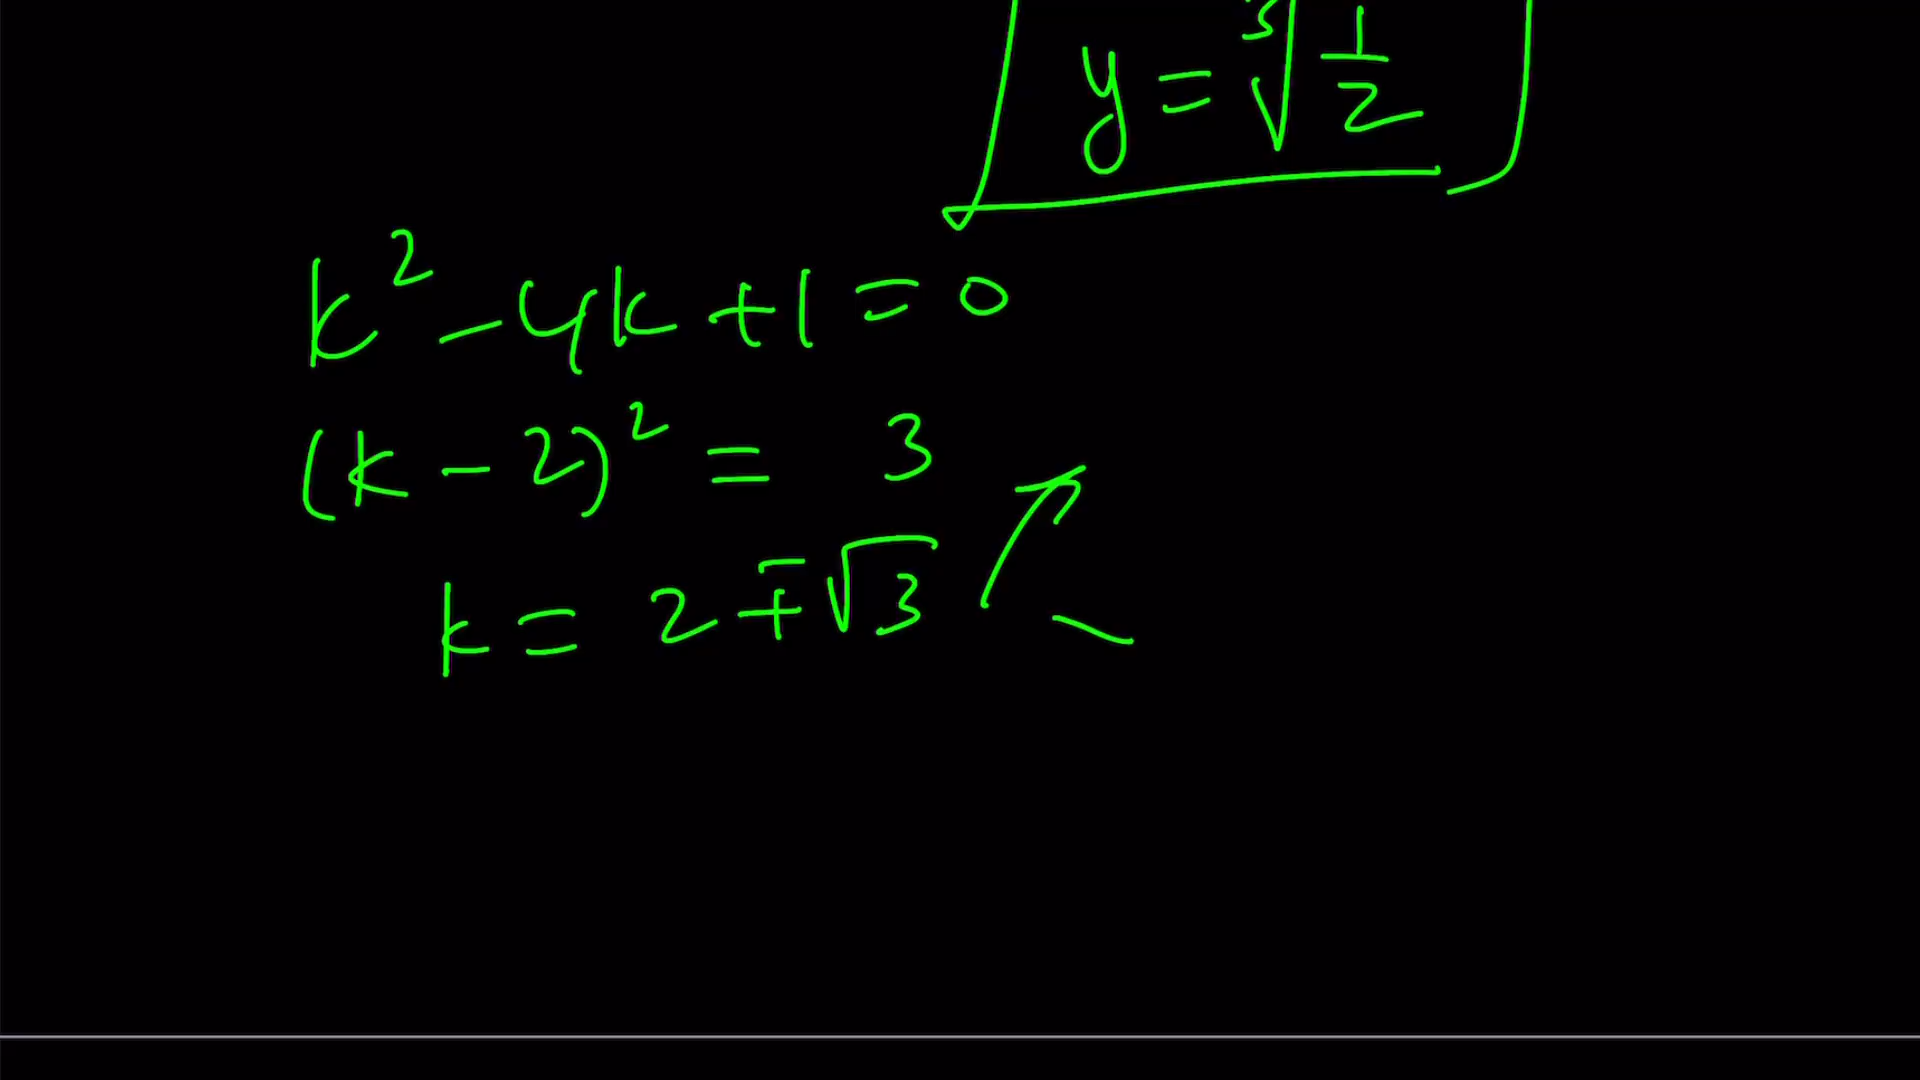 y = ∛(1/2)
k² - 4k + 1 = 0
(k - 2)² = 3
k = 2 ∓ √3